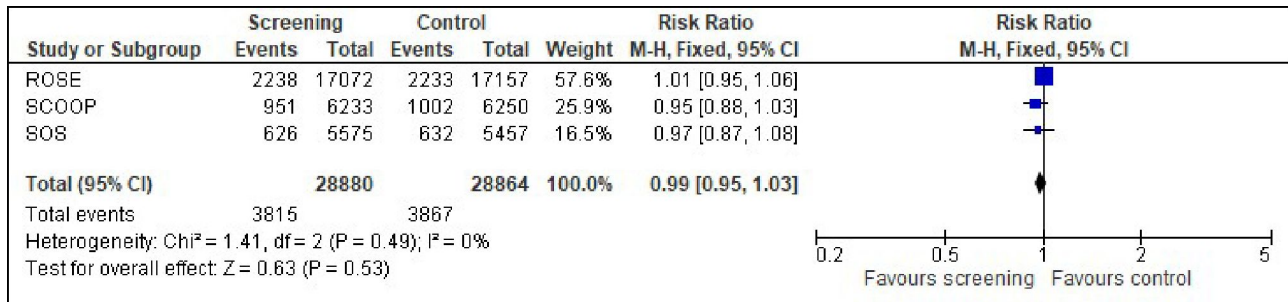 Screening Control Risk Ratio Risk Ratio
Study or Subgroup Events Total Events Total Weight M-H, Fixed, 95% CI M-H, Fixed, 95% CI
ROSE 2238 17072 2233 17157 57.6% 1.01 [0.95, 1.06]
SCOOP 951 6233 1002 6250 25.9% 0.95 [0.88, 1.03]
SOS 626 5575 632 5457 16.5% 0.97 [0.87, 1.08]
Total (95% CI) 28880 28864 100.0% 0.99 [0.95, 1.03]
Total events 3815 3867
Heterogeneity: Chi² = 1.41, df = 2 (P = 0.49); I² = 0%
Test for overall effect: Z = 0.63 (P = 0.53)
0.2 0.5 1 2 5
Favours screening Favours control